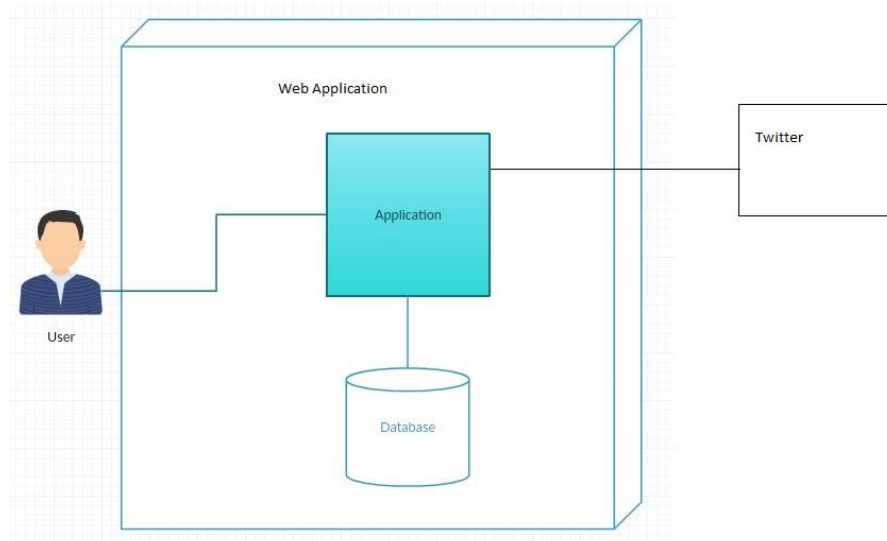 Web Application
Twitter
Application
User
Database